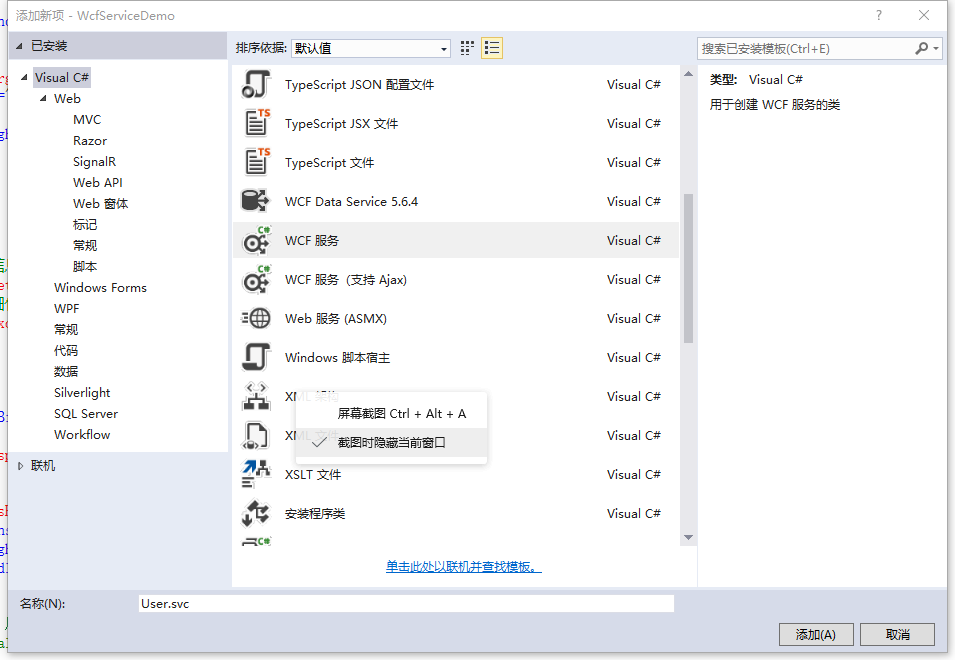 添加新项 - WcfServiceDemo
已安装
排序依据: 默认值
搜索已安装模板(Ctrl+E)
Visual C#
Web
MVC
Razor
SignalR
Web API
Web 窗体
标记
常规
脚本
Windows Forms
WPF
常规
代码
数据
Silverlight
SQL Server
Workflow
联机
TypeScript JSON 配置文件 Visual C#
TypeScript JSX 文件 Visual C#
TypeScript 文件 Visual C#
WCF Data Service 5.6.4 Visual C#
WCF 服务 Visual C#
WCF 服务（支持 Ajax) Visual C#
Web 服务 (ASMX) Visual C#
Windows 脚本宿主 Visual C#
XML 架构 Visual C#
屏幕截图 Ctrl + Alt + A
XML 文件 Visual C#
截图时隐藏当前窗口
XSLT 文件 Visual C#
安装程序类 Visual C#
单击此处以联机并查找模板。
类型: Visual C#
用于创建 WCF 服务的类
名称(N): User.svc
添加(A) 取消